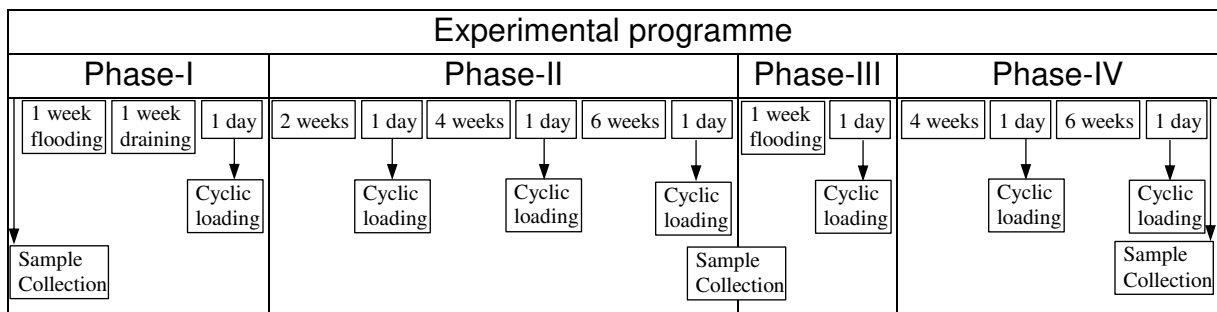 Experimental programme
Phase-I
Phase-II
Phase-III
Phase-IV
1 week
flooding
1 week
draining
1 day
2 weeks
1 day
4 weeks
1 day
6 weeks
1 day
1 week
flooding
1 day
4 weeks
1 day
6 weeks
1 day
Cyclic
loading
Cyclic
loading
Cyclic
loading
Cyclic
loading
Cyclic
loading
Cyclic
loading
Cyclic
loading
Sample
Collection
Sample
Collection
Sample
Collection